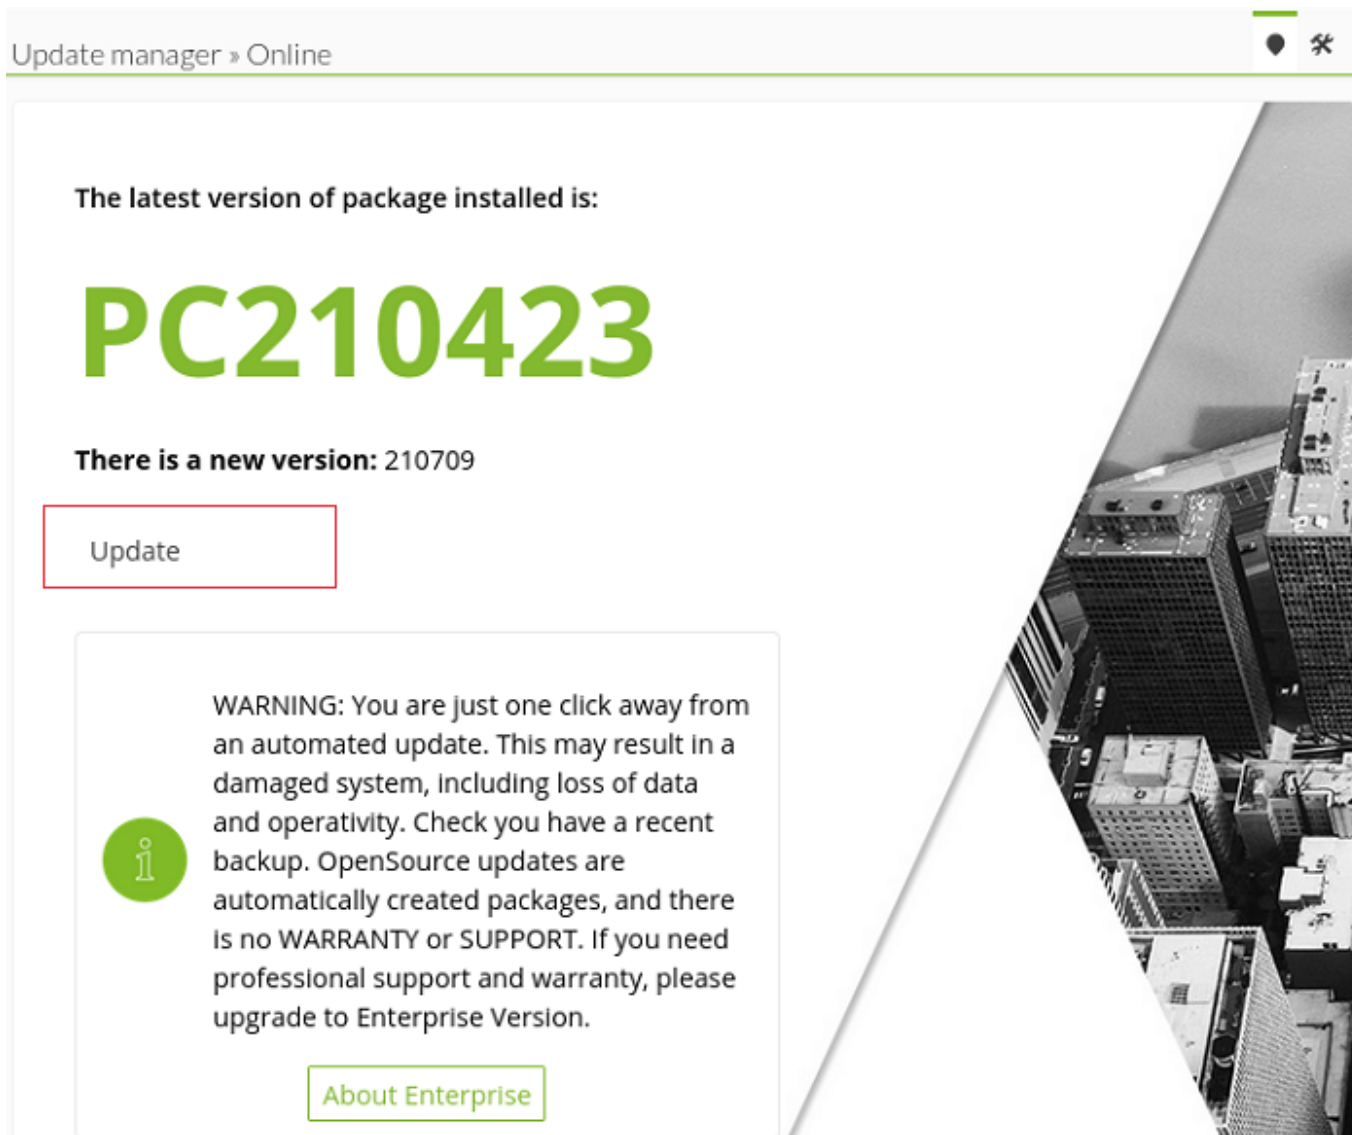 Update manager » Online
The latest version of package installed is:
PC210423
There is a new version: 210709
Update
WARNING: You are just one click away from
an automated update. This may result in a
damaged system, including loss of data
and operativity. Check you have a recent
backup. OpenSource updates are
automatically created packages, and there
is no WARRANTY or SUPPORT. If you need
professional support and warranty, please
upgrade to Enterprise Version.
About Enterprise